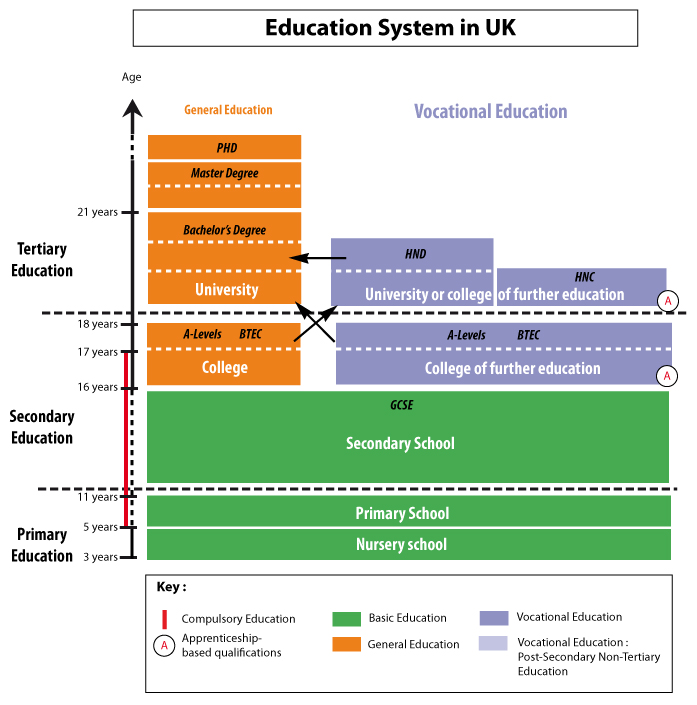 Education System in UK
Age
General Education
Vocational Education
PHD
Master Degree
21 years
Bachelor's Degree
Tertiary
Education
HND
HNC
University
University or college of further education
A
18 years
A-Levels BTEC
A-Levels BTEC
17 years
College
College of further education
A
16 years
GCSE
Secondary
Education
Secondary School
11 years
Primary School
5 years
Primary
Education
Nursery school
3 years
Key :
Compulsory Education
Basic Education
Vocational Education
A
Apprenticeship-
based qualifications
General Education
Vocational Education :
Post-Secondary Non-Tertiary
Education